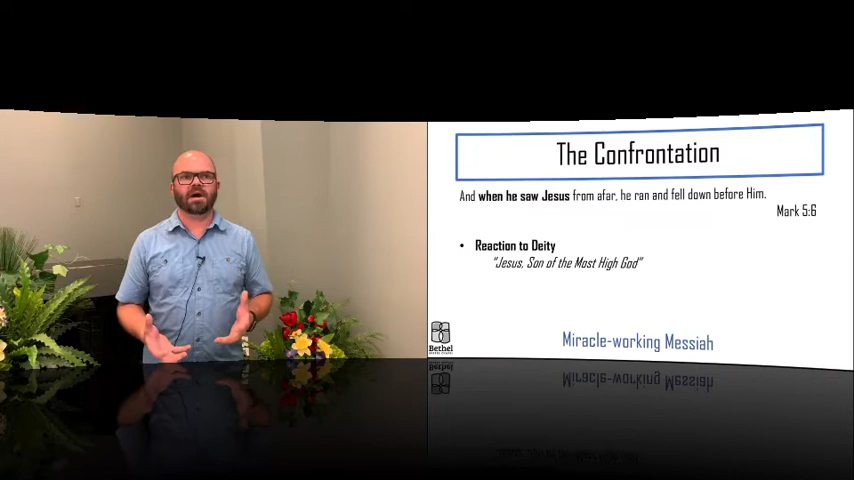 The Confrontation
And when he saw Jesus from afar, he ran and fell down before Him.
Mark 5:6
• Reaction to Deity
"Jesus, Son of the Most High God"
Bethel
Miracle-working Messiah